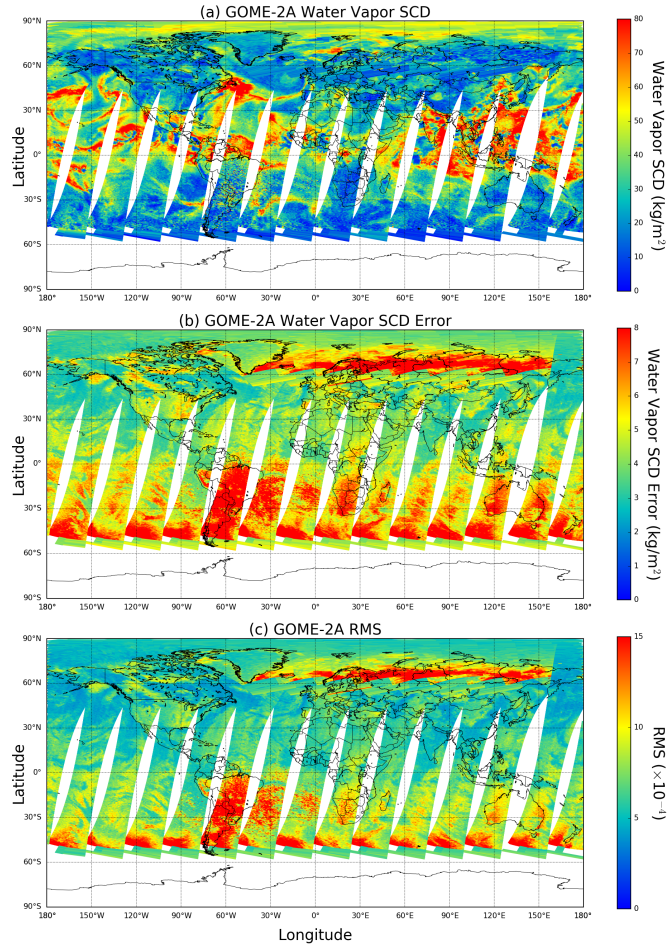 (a) GOME-2A Water Vapor SCD
90°N
60°N
30°N
0°
30°S
60°S
90°S
180° 150°W 120°W 90°W 60°W 30°W 0° 30°E 60°E 90°E 120°E 150°E 180°
Latitude
80
70
60
50
40
30
20
10
0
Water Vapor SCD (kg/m²)
(b) GOME-2A Water Vapor SCD Error
90°N
60°N
30°N
0°
30°S
60°S
90°S
180° 150°W 120°W 90°W 60°W 30°W 0° 30°E 60°E 90°E 120°E 150°E 180°
Latitude
8
7
6
5
4
3
2
1
0
Water Vapor SCD Error (kg/m²)
(c) GOME-2A RMS
90°N
60°N
30°N
0°
30°S
60°S
90°S
180° 150°W 120°W 90°W 60°W 30°W 0° 30°E 60°E 90°E 120°E 150°E 180°
Latitude
15
10
5
0
RMS (×10⁻⁴)
Longitude